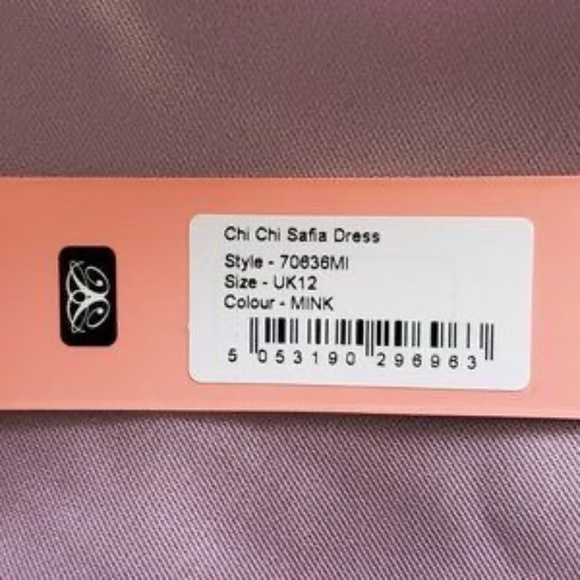 Chi Chi Safia Dress
Style - 70636MI
Size - UK12
Colour - MINK
5 053190 296963